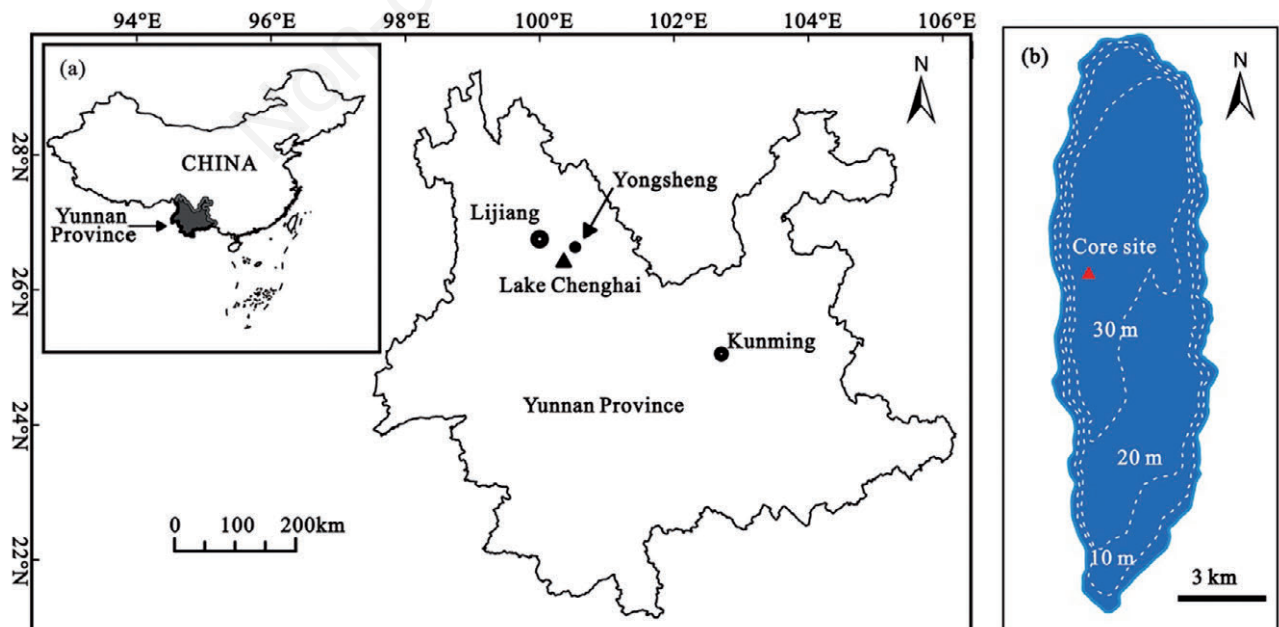 94°E 96°E 98°E 100°E 102°E 104°E 106°E
(a)
N
28°N
CHINA
Yongsheng
Yunnan
Province
Lijiang
26°N
Lake Chenghai
Kunming
24°N
Yunnan Province
0 100 200km
22°N
(b)
N
Core site
30 m
20 m
10 m
3 km